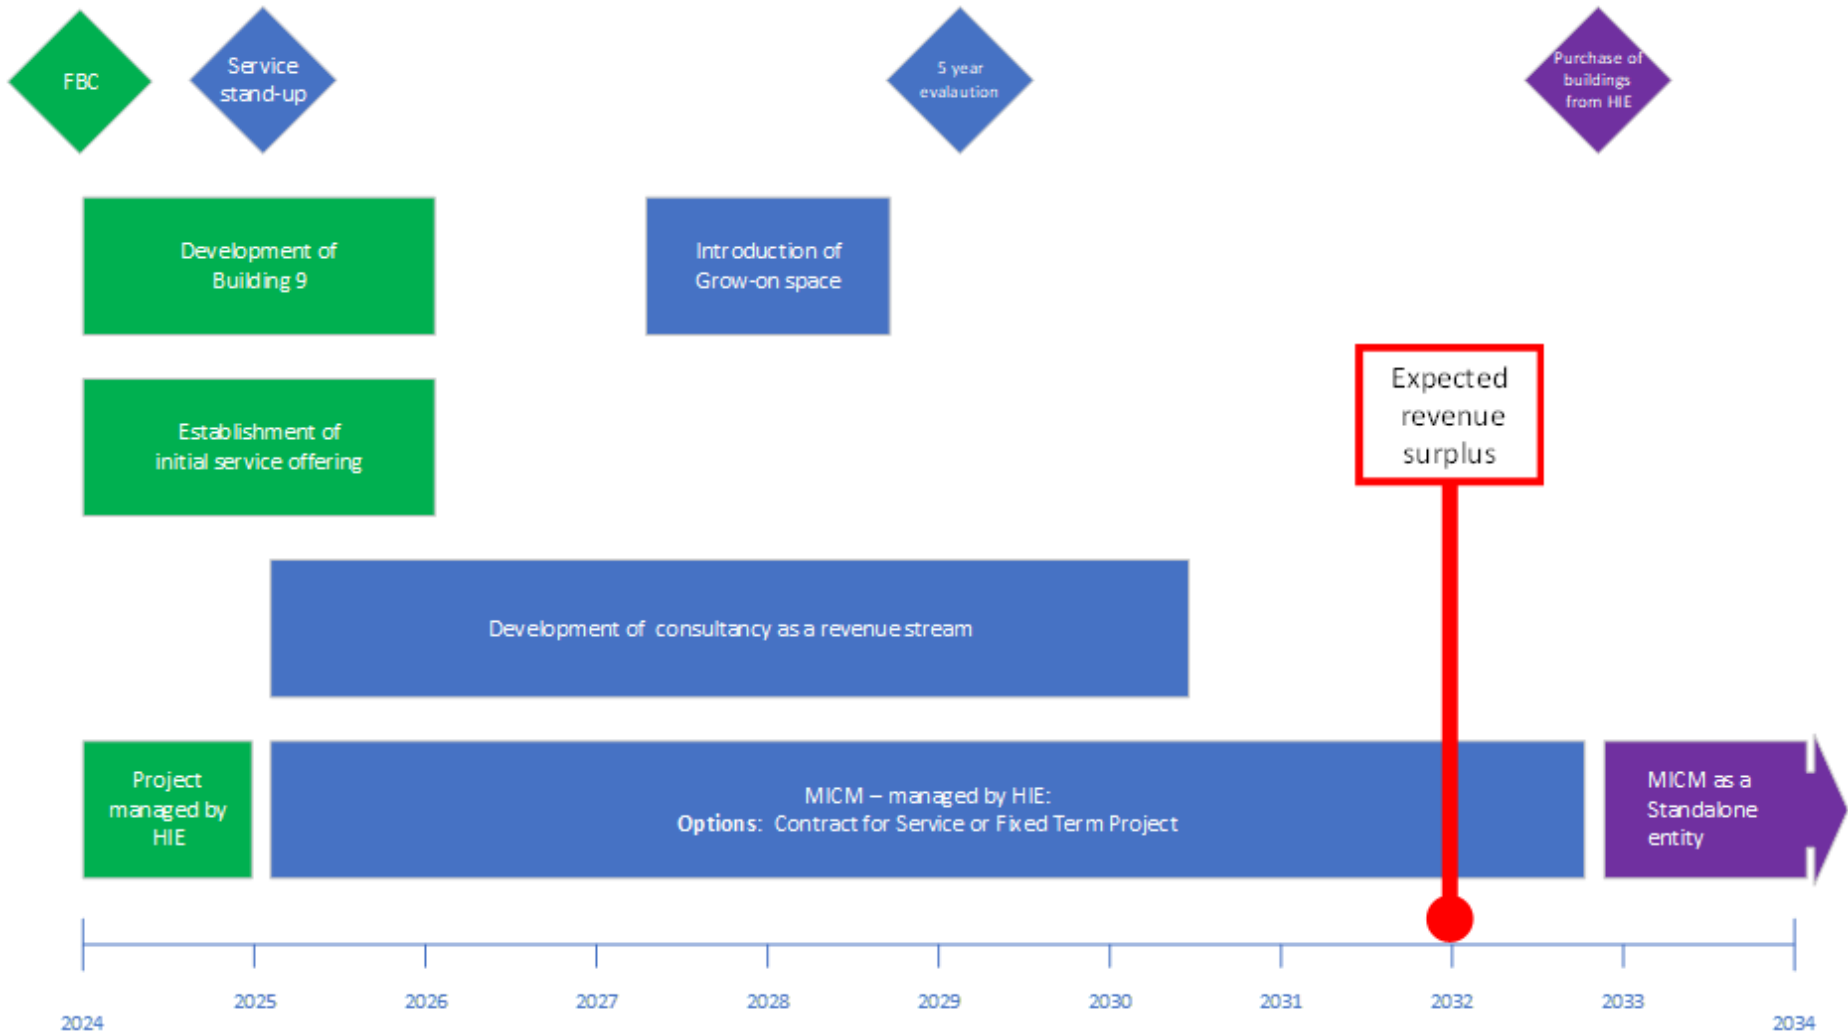 FBC
Service
stand-up
5 year
evalaution
Purchase of
buildings
from HIE
Development of
Building 9
Introduction of
Grow-on space
Expected
revenue
surplus
Establishment of
initial service offering
Development of consultancy as a revenue stream
Project
managed by
HIE
MICM – managed by HIE:
Options: Contract for Service or Fixed Term Project
MICM as a
Standalone
entity
2024
2025
2026
2027
2028
2029
2030
2031
2032
2033
2034